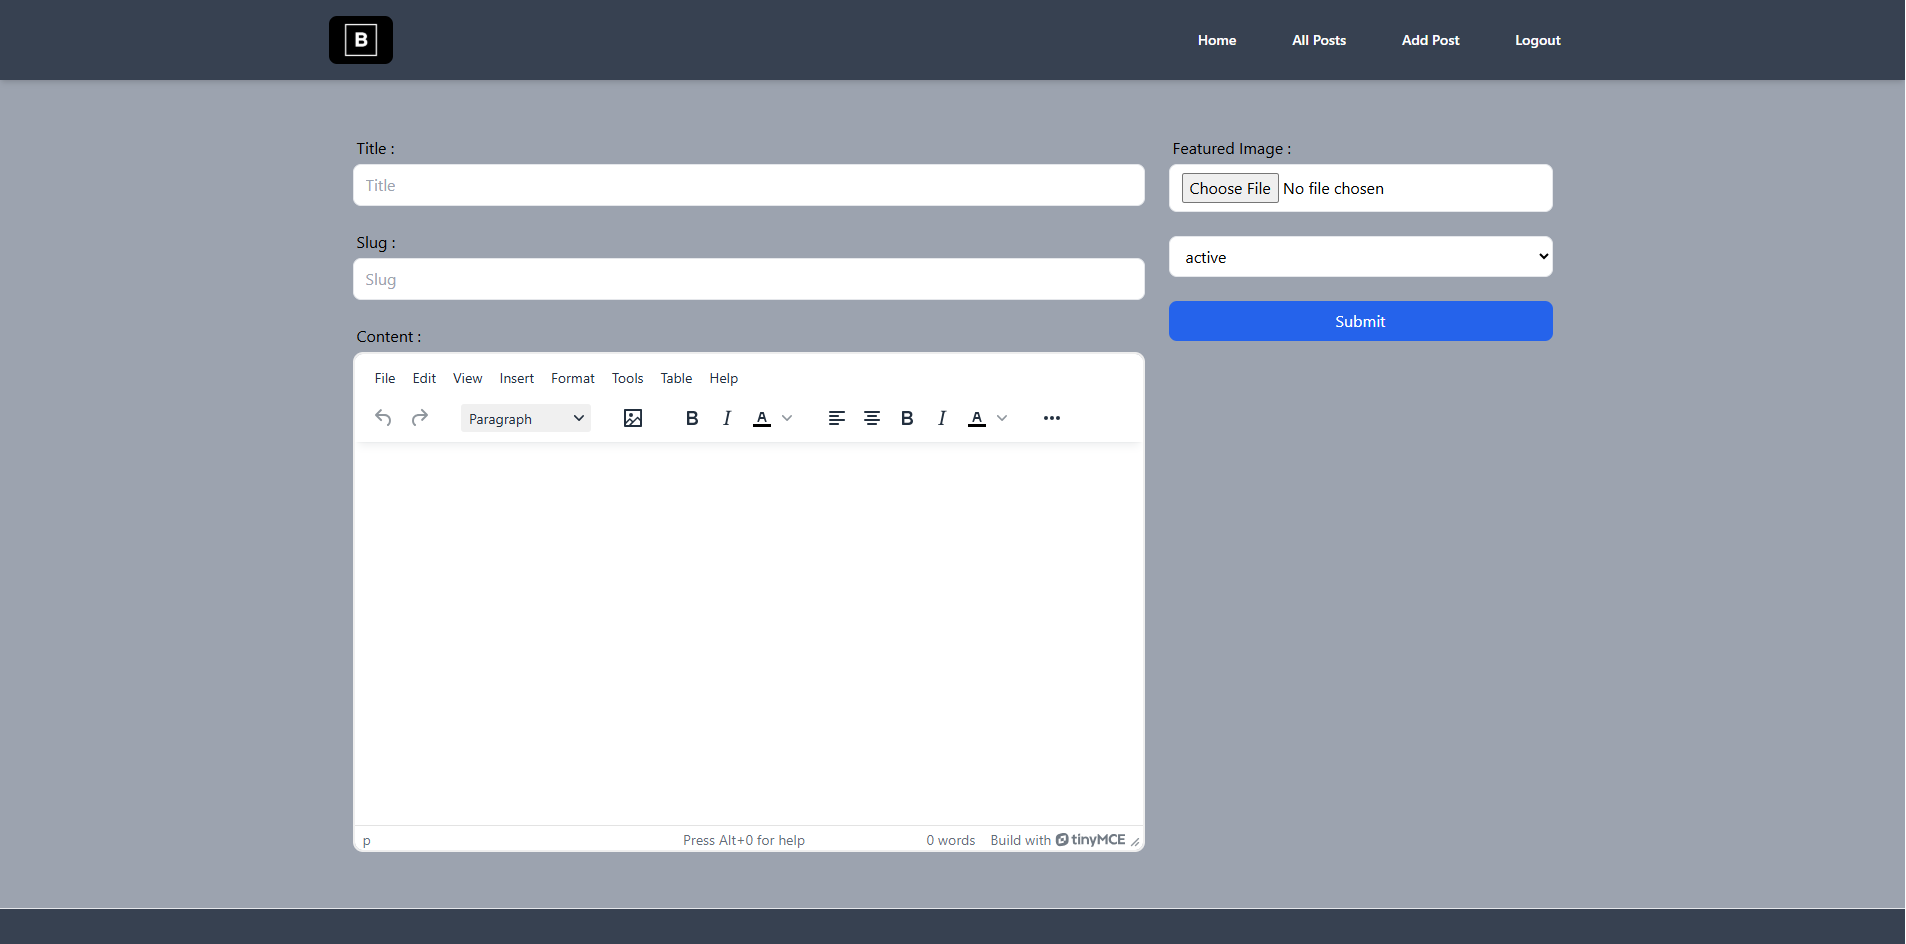 B
Home All Posts Add Post Logout
Title :
Title
Slug :
Slug
Content :
File Edit View Insert Format Tools Table Help
Paragraph B I A B I A
p Press Alt+0 for help 0 words Build with tinyMCE
Featured Image :
Choose File No file chosen
active
Submit